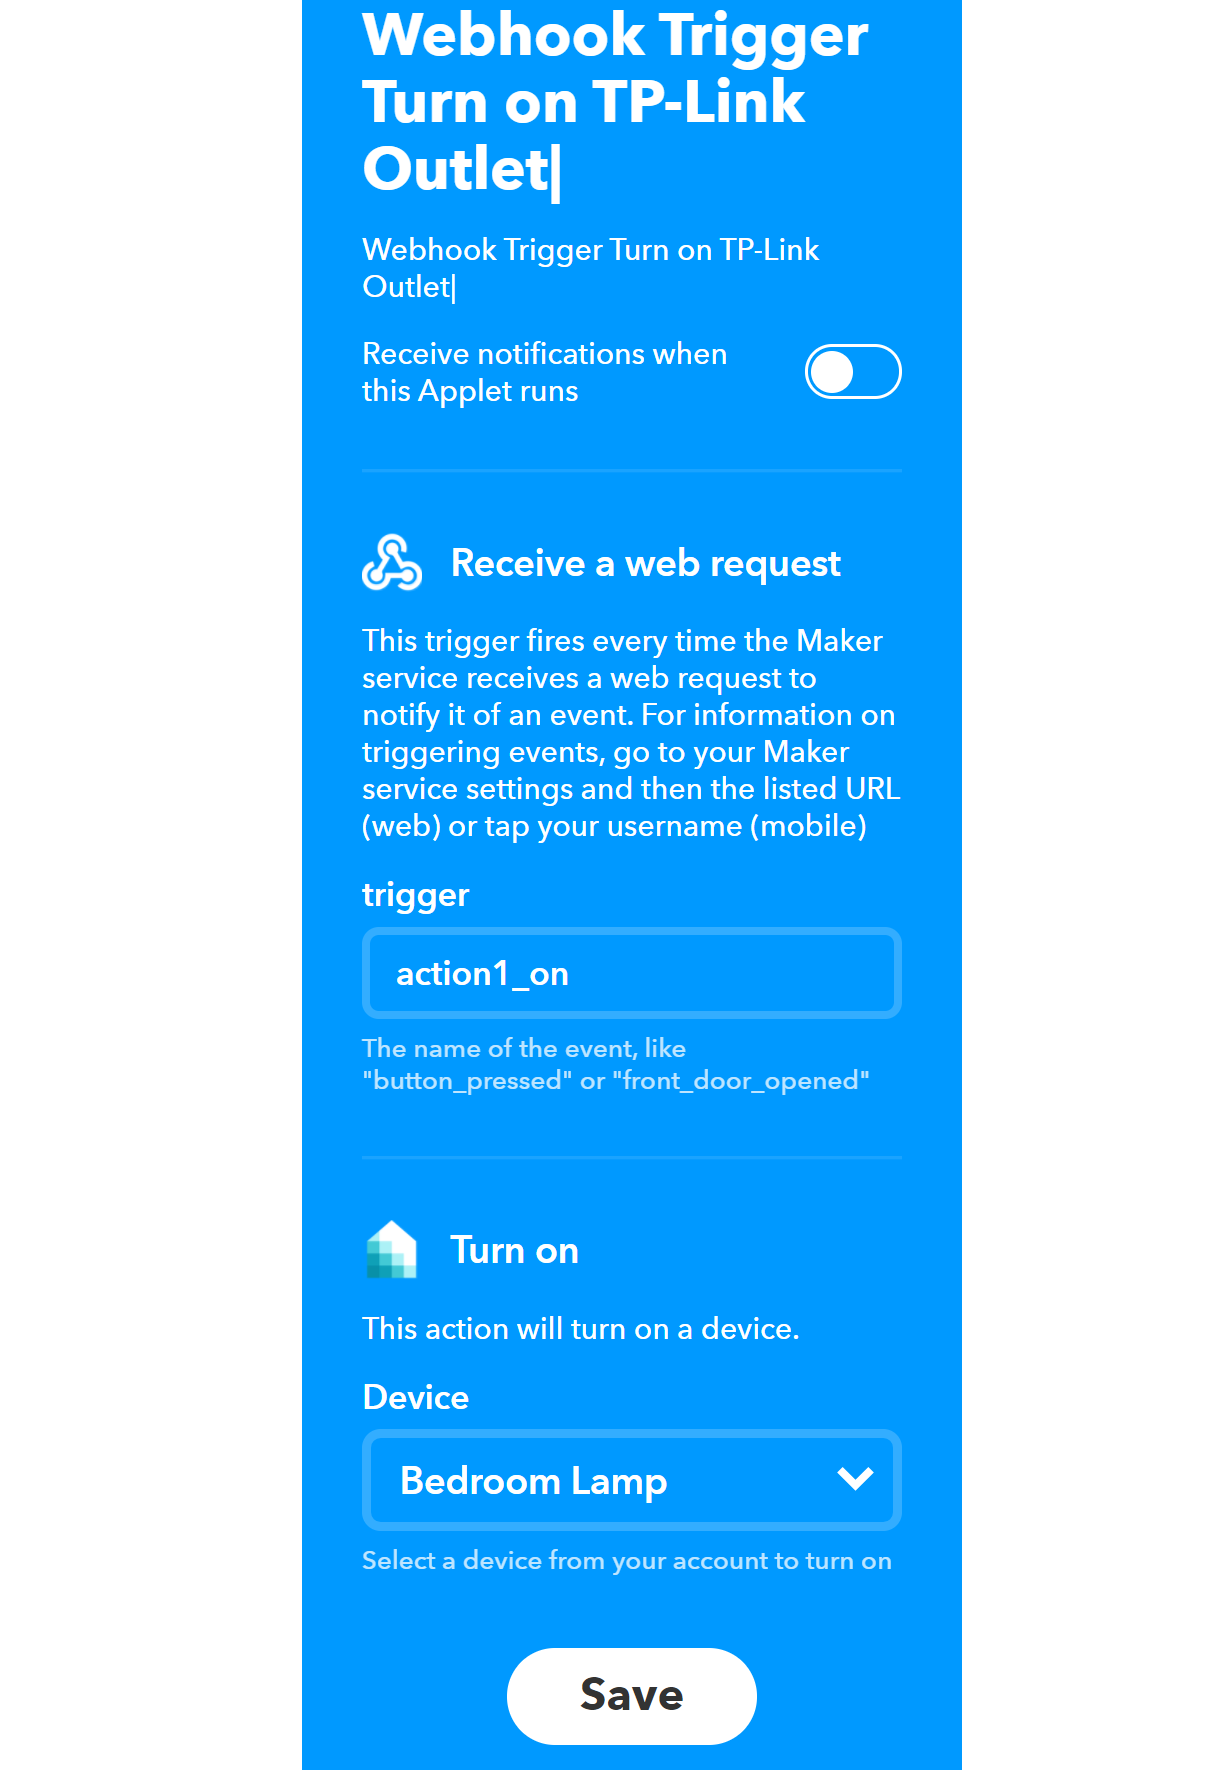 Webhook Trigger
Turn on TP-Link
Outlet|
Webhook Trigger Turn on TP-Link
Outlet|
Receive notifications when
this Applet runs
Receive a web request
This trigger fires every time the Maker
service receives a web request to
notify it of an event. For information on
triggering events, go to your Maker
service settings and then the listed URL
(web) or tap your username (mobile)
trigger
action1_on
The name of the event, like
"button_pressed" or "front_door_opened"
Turn on
This action will turn on a device.
Device
Bedroom Lamp
Select a device from your account to turn on
Save